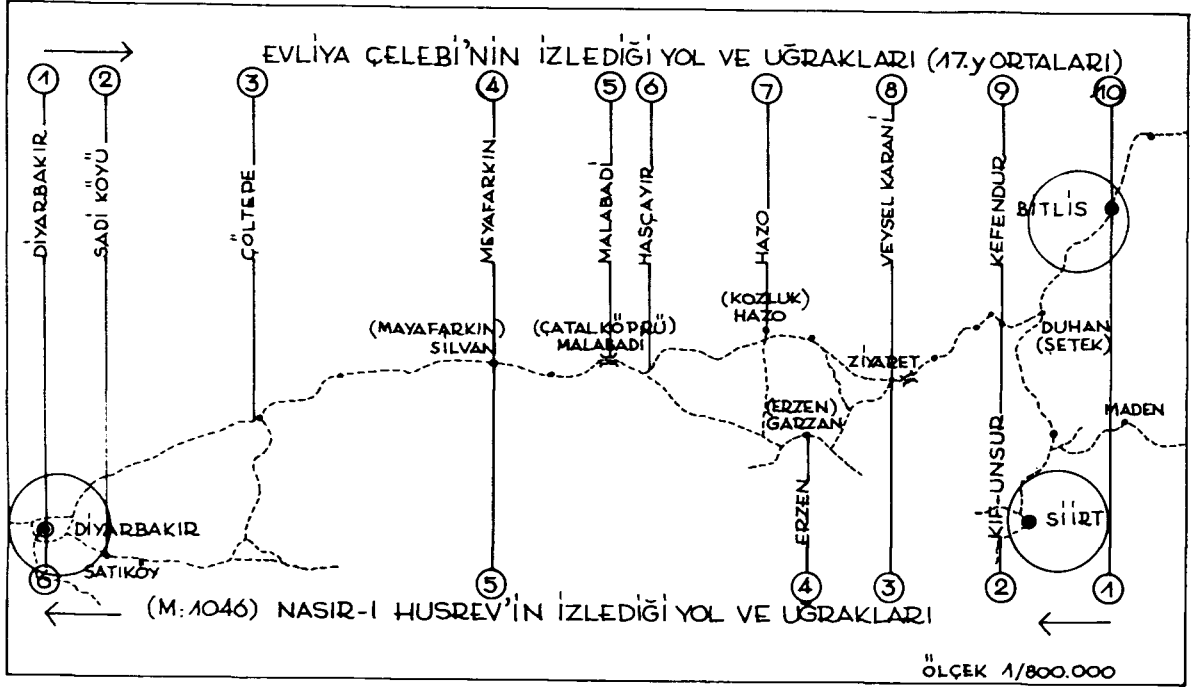 EVLİYA ÇELEBİ'NİN İZLEDİĞİ YOL VE UĞRAKLARI (17.y ORTALARI)
1 2 3 4 5 6 7 8 9 10
DİYARBAKIR
SADİ KÖYÜ
ÇÖLTEPE
MEYAFARKIN
MALABADİ
HASÇAYIR
HAZO
VEYSEL KARANİ
KEFENDUR
BİTLİS
(KOZLUK)
HAZO
(MAYAFARKIN)
SİLVAN
(ÇATALKÖPRÜ)
MALABADİ
DUHAN
(ŞETEK)
ZİYARET
(ERZEN)
GARZAN
MADEN
ERZEN
KIF-UNSUR
SİİRT
DİYARBAKIR
SATIKÖY
6 5 4 3 2 1
(M:1046) NASIR-I HUSREV'İN İZLEDİĞİ YOL VE UĞRAKLARI
ÖLÇEK 1/800.000